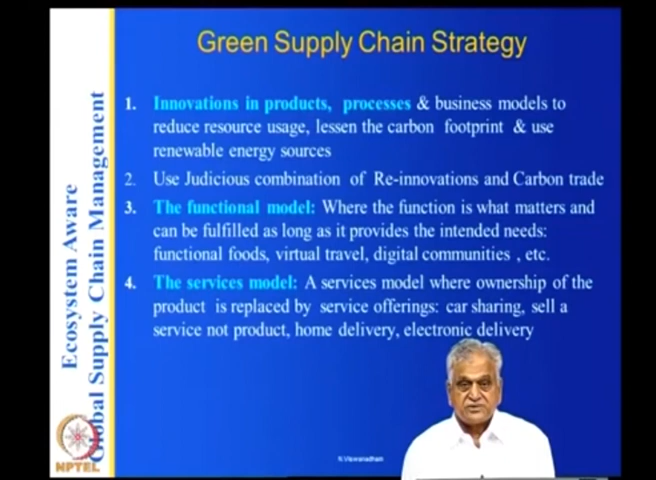 Green Supply Chain Strategy
1. Innovations in products, processes & business models to
reduce resource usage, lessen the carbon footprint & use
renewable energy sources
2. Use Judicious combination of Re-innovations and Carbon trade
3. The functional model: Where the function is what matters and
can be fulfilled as long as it provides the intended needs:
functional foods, virtual travel, digital communities , etc.
4. The services model: A services model where ownership of the
product is replaced by service offerings: car sharing, sell a
service not product, home delivery, electronic delivery
Ecosystem Aware
Global Supply Chain Management
NPTEL
N.Viswanadham